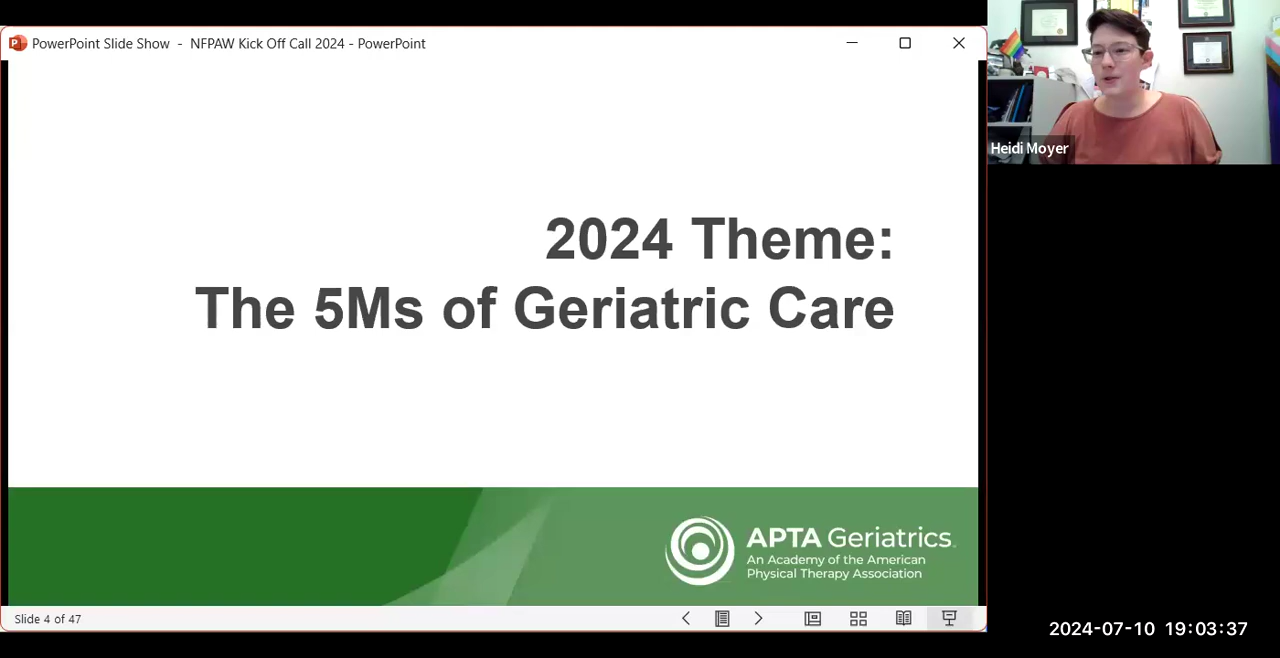 PowerPoint Slide Show - NFPAW Kick Off Call 2024 - PowerPoint
Heidi Moyer
2024 Theme:
The 5Ms of Geriatric Care
APTA Geriatrics
An Academy of the American
Physical Therapy Association
Slide 4 of 47
2024-07-10 19:03:37